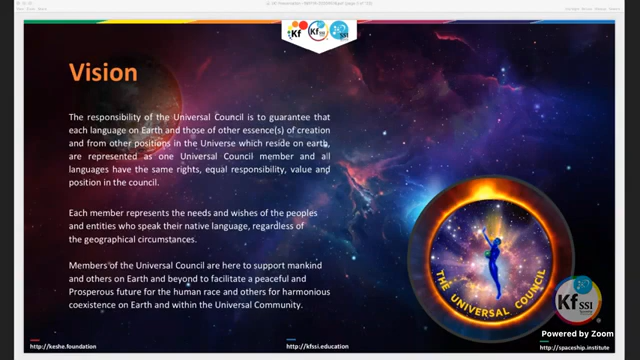 Kf
Kf SSI
SSI
Vision
The responsibility of the Universal Council is to guarantee that
each language on Earth and those of other essence(s) of creation
and from other positions in the Universe which reside on earth,
are represented as one Universal Council member and all
languages have the same rights, equal responsibility, value and
position in the council.
Each member represents the needs and wishes of the peoples
and entities who speak their native language, regardless of
the geographical circumstances.
Members of the Universal Council are here to support mankind
and others on Earth and beyond to facilitate a peaceful and
Prosperous future for the human race and others for harmonious
coexistence on Earth and within the Universal Community.
THE UNIVERSAL COUNCIL
Kf SSI
Powered by Zoom
http://keshe.foundation
http://kfssi.education
http://spaceship.institute